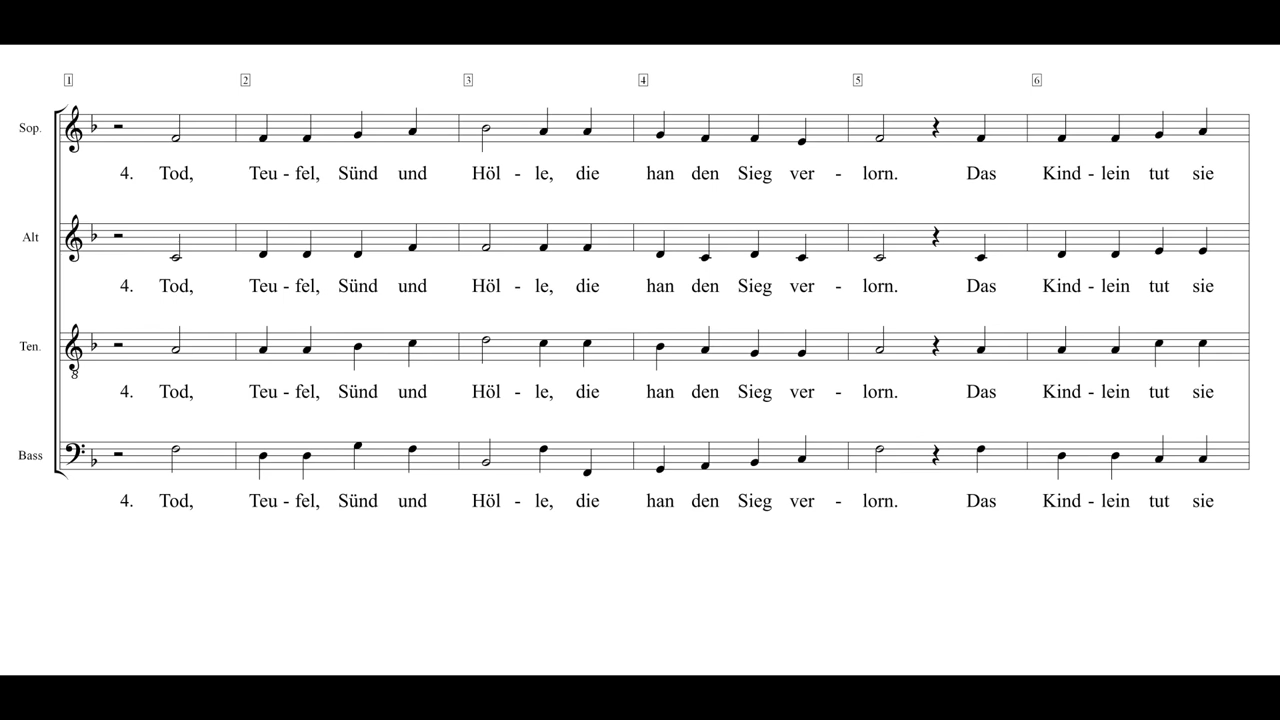 1 2 3 4 5 6
Sop.
4. Tod, Teu - fel, Sünd und Höl - le, die han den Sieg ver - lorn. Das Kind - lein tut sie
Alt
4. Tod, Teu - fel, Sünd und Höl - le, die han den Sieg ver - lorn. Das Kind - lein tut sie
Ten.
8
4. Tod, Teu - fel, Sünd und Höl - le, die han den Sieg ver - lorn. Das Kind - lein tut sie
Bass
4. Tod, Teu - fel, Sünd und Höl - le, die han den Sieg ver - lorn. Das Kind - lein tut sie